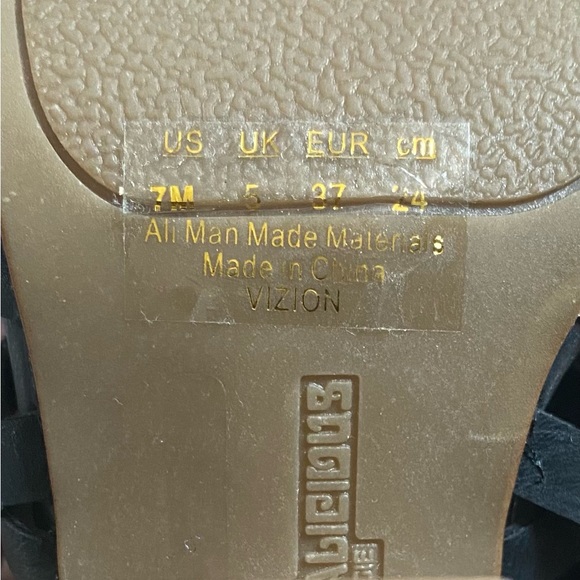 US UK EUR cm
7M 5 37 24
All Man Made Materials
Made in China
VIZION